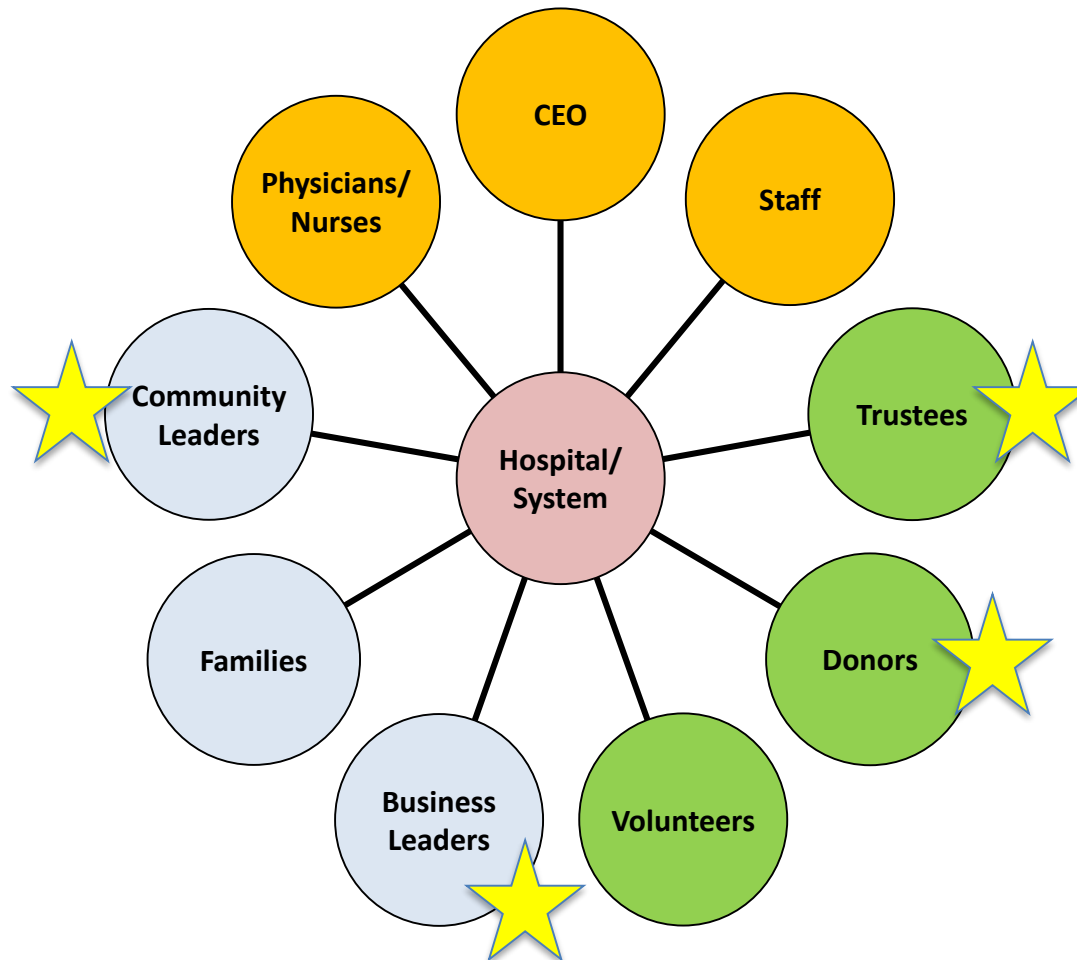 CEO
Physicians/
Nurses
Staff
Community
Leaders
Trustees
Hospital/
System
Families
Donors
Business
Leaders
Volunteers